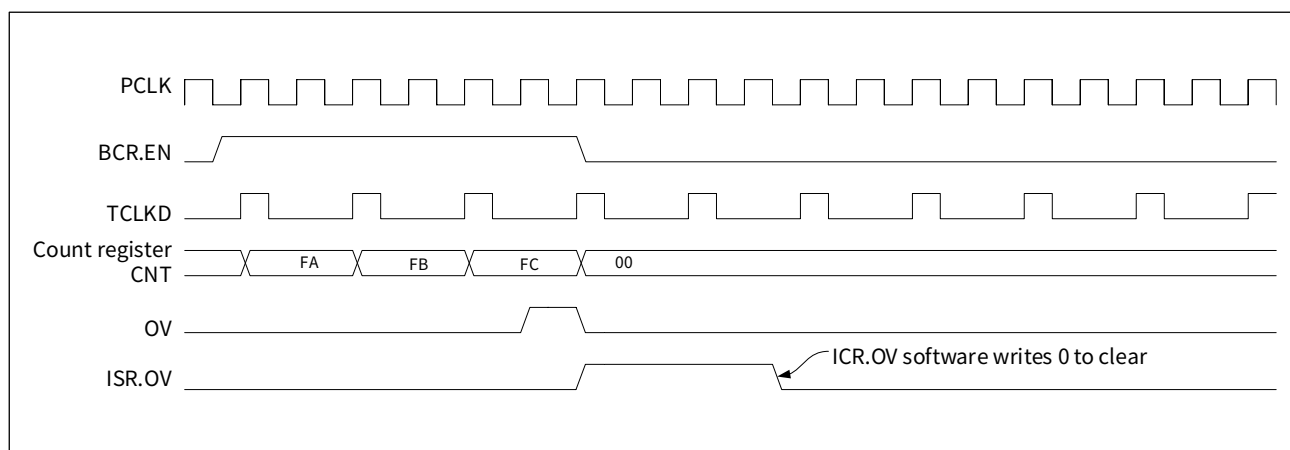 PCLK
BCR.EN
TCLKD
Count register
CNT
FA
FB
FC
00
OV
ISR.OV
ICR.OV software writes 0 to clear